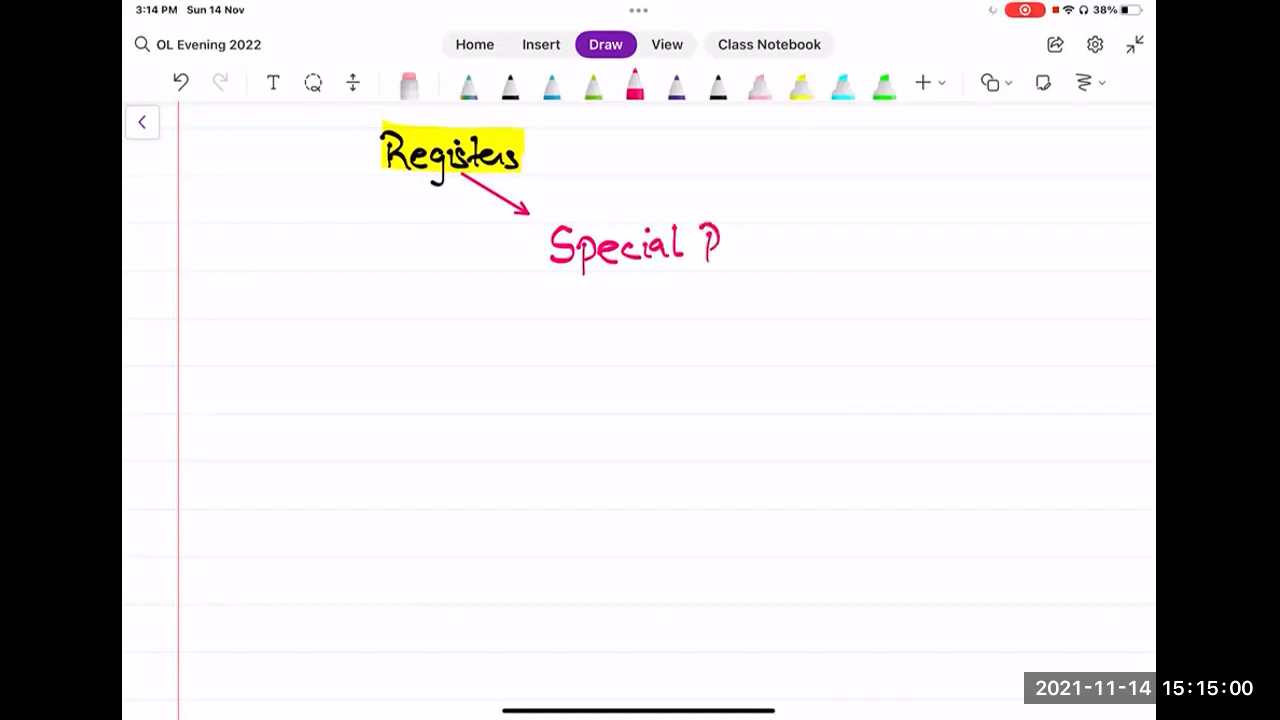 3:14 PM Sun 14 Nov
38%
OL Evening 2022
Home Insert Draw View Class Notebook
T
Registers
Special P
2021-11-14 15:15:00